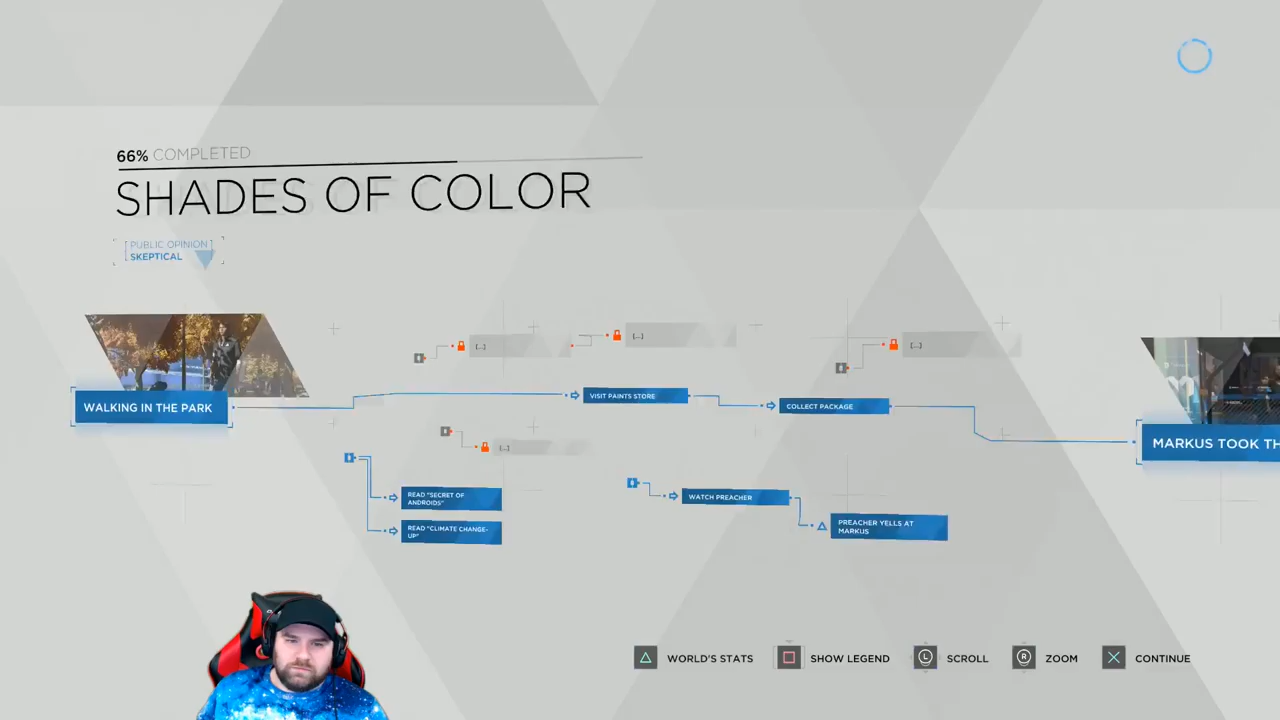 66% COMPLETED
SHADES OF COLOR
PUBLIC OPINION
SKEPTICAL
[...]
[...]
[...]
VISIT PAINTS STORE
WALKING IN THE PARK
COLLECT PACKAGE
MARKUS TOOK TH
[...]
READ "SECRET OF
ANDROIDS"
READ "CLIMATE CHANGE-
UP"
WATCH PREACHER
PREACHER YELLS AT
MARKUS
WORLD'S STATS
SHOW LEGEND
L
SCROLL
R
ZOOM
CONTINUE